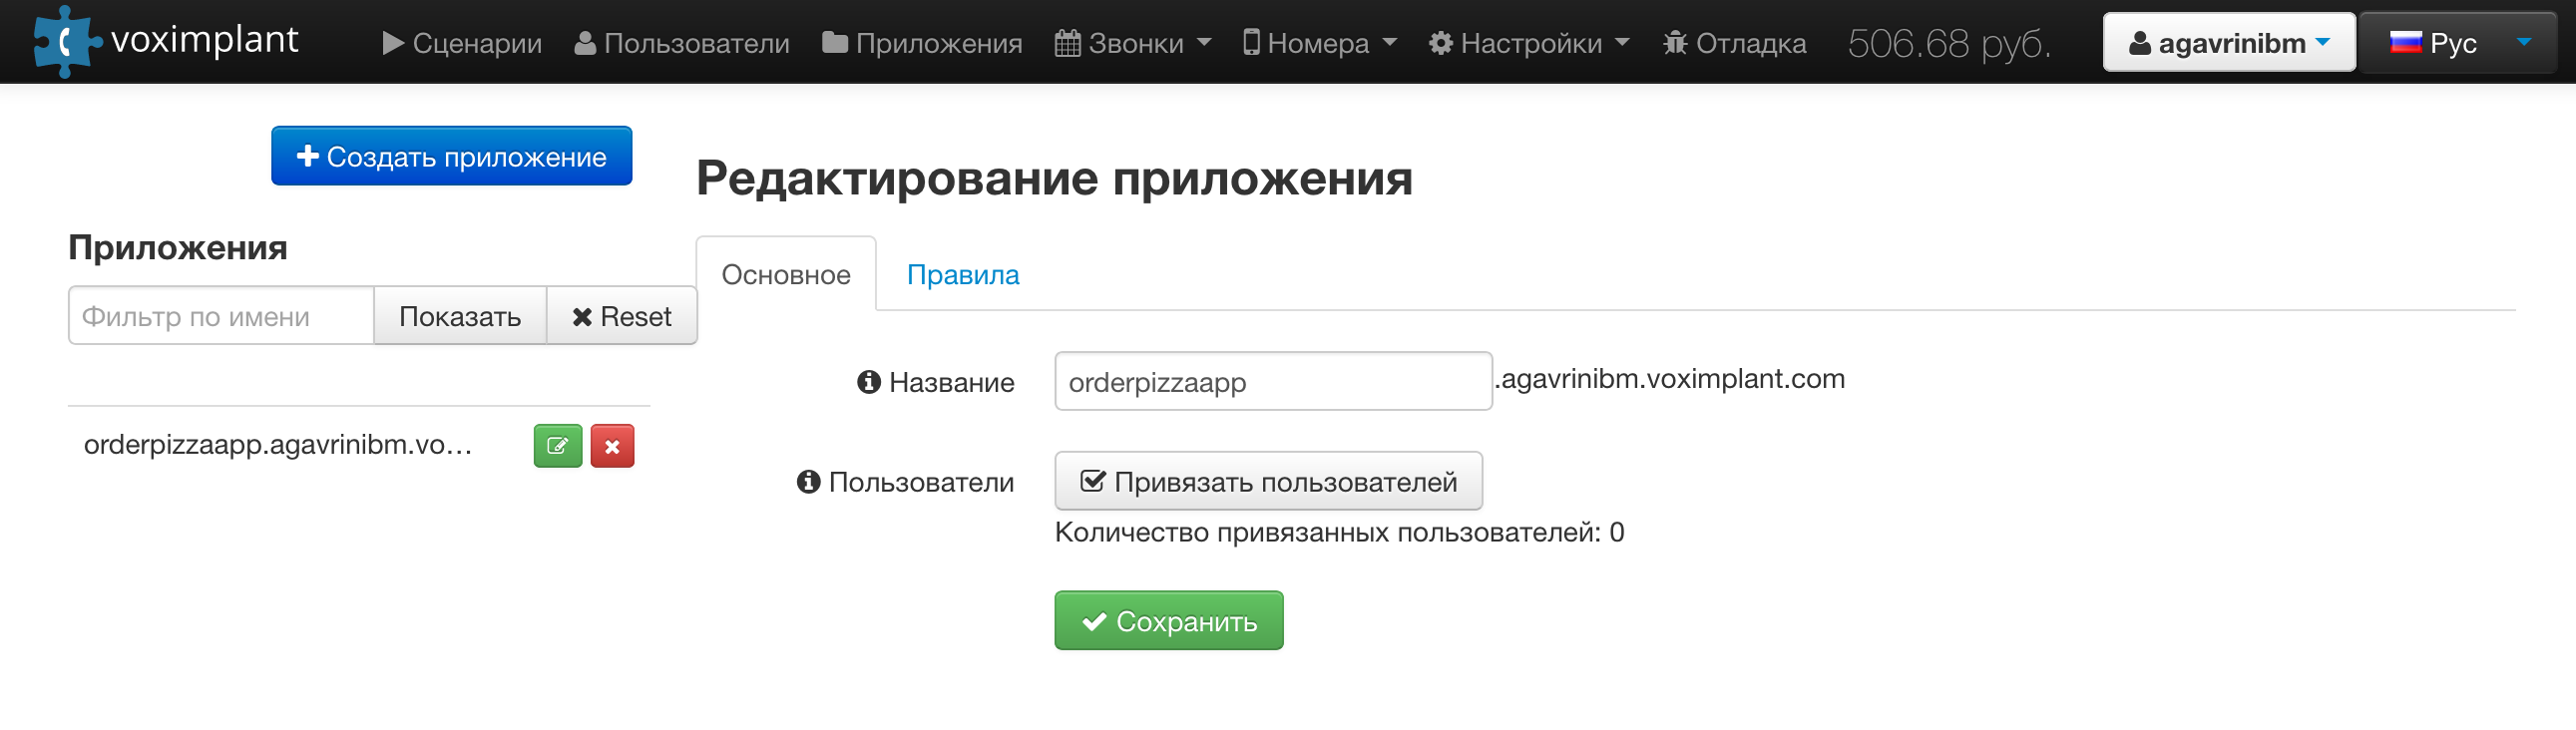 voximplant Сценарии Пользователи Приложения Звонки Номера Настройки Отладка 506.68 руб. agavrinibm Рус
Создать приложение
Приложения
Фильтр по имени Показать Reset
orderpizzaapp.agavrinibm.vo...
Редактирование приложения
Основное Правила
Название orderpizzaapp .agavrinibm.voximplant.com
Пользователи Привязать пользователей
Количество привязанных пользователей: 0
Сохранить